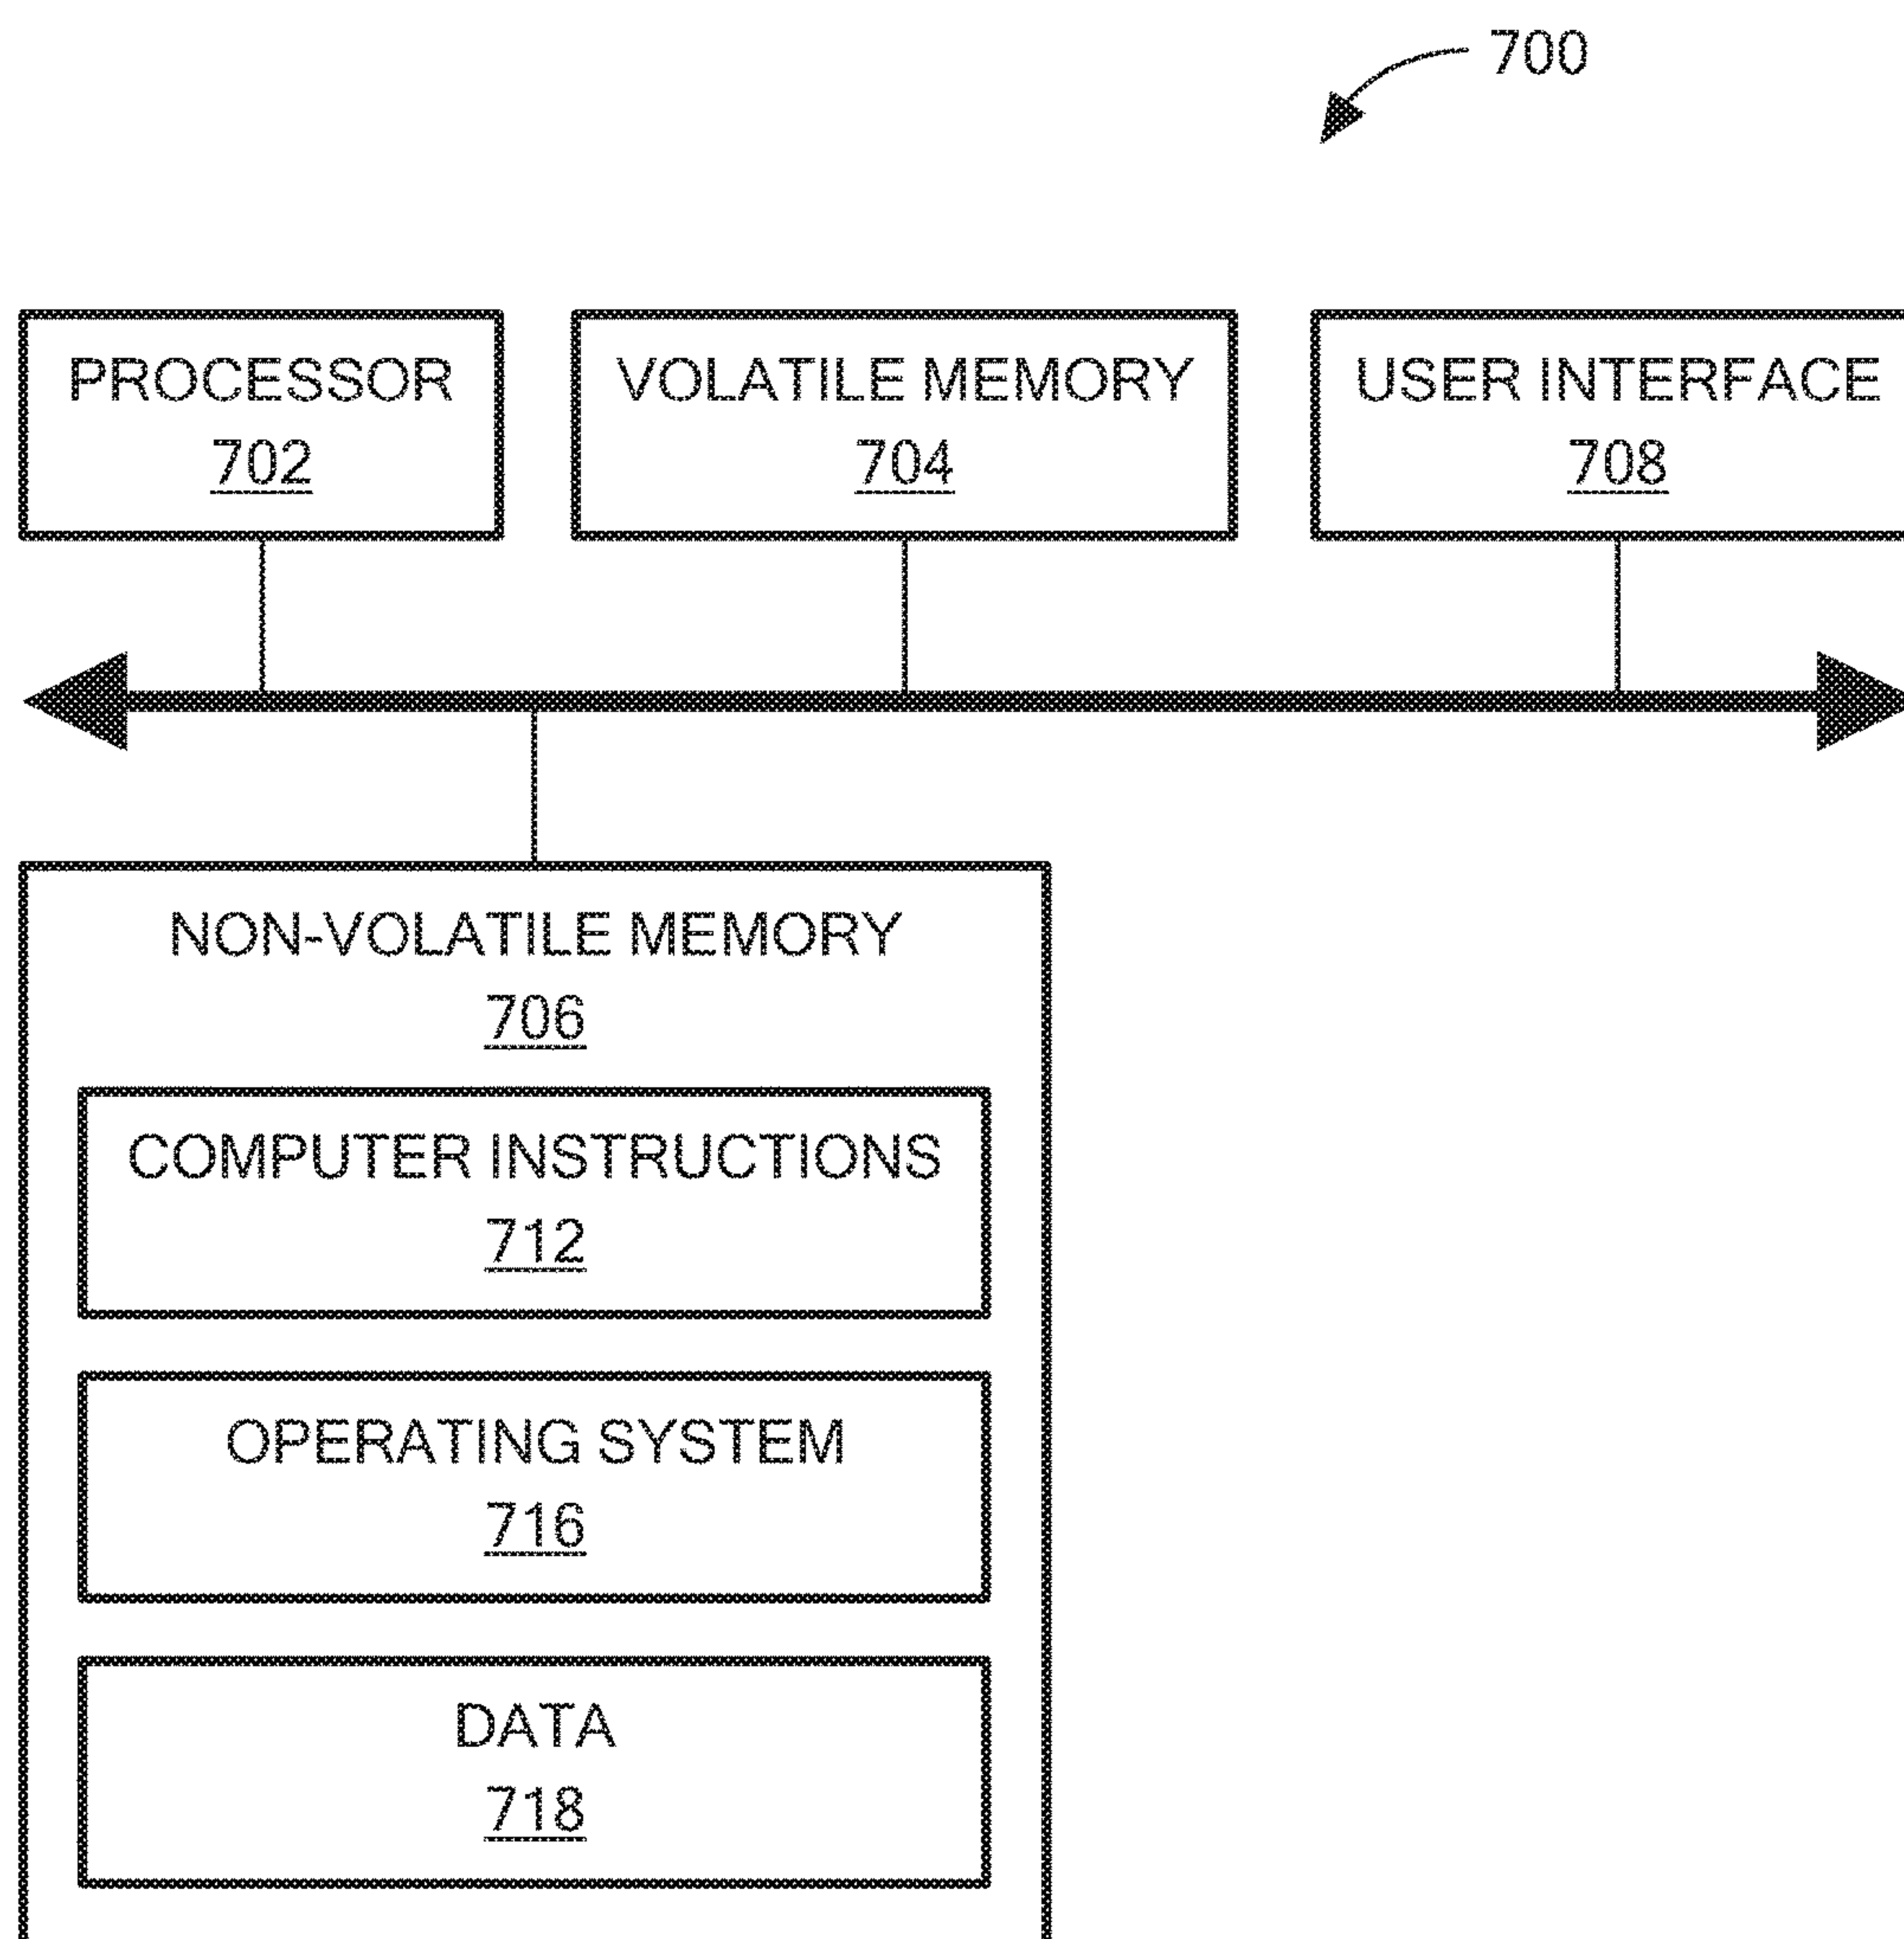 700
PROCESSOR
702
VOLATILE MEMORY
704
USER INTERFACE
708
NON-VOLATILE MEMORY
706
COMPUTER INSTRUCTIONS
712
OPERATING SYSTEM
716
DATA
718